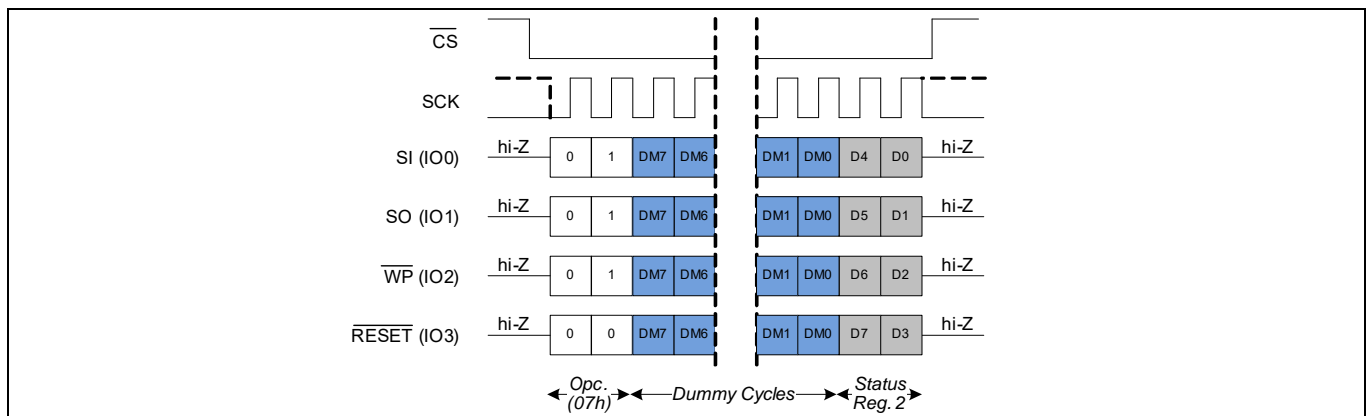 CS
SCK
SI (IO0) hi-Z 0 1 DM7 DM6 DM1 DM0 D4 D0 hi-Z
SO (IO1) hi-Z 0 1 DM7 DM6 DM1 DM0 D5 D1 hi-Z
WP (IO2) hi-Z 0 1 DM7 DM6 DM1 DM0 D6 D2 hi-Z
RESET (IO3) hi-Z 0 0 DM7 DM6 DM1 DM0 D7 D3 hi-Z
Opc. Dummy Cycles Status
(07h) Reg. 2